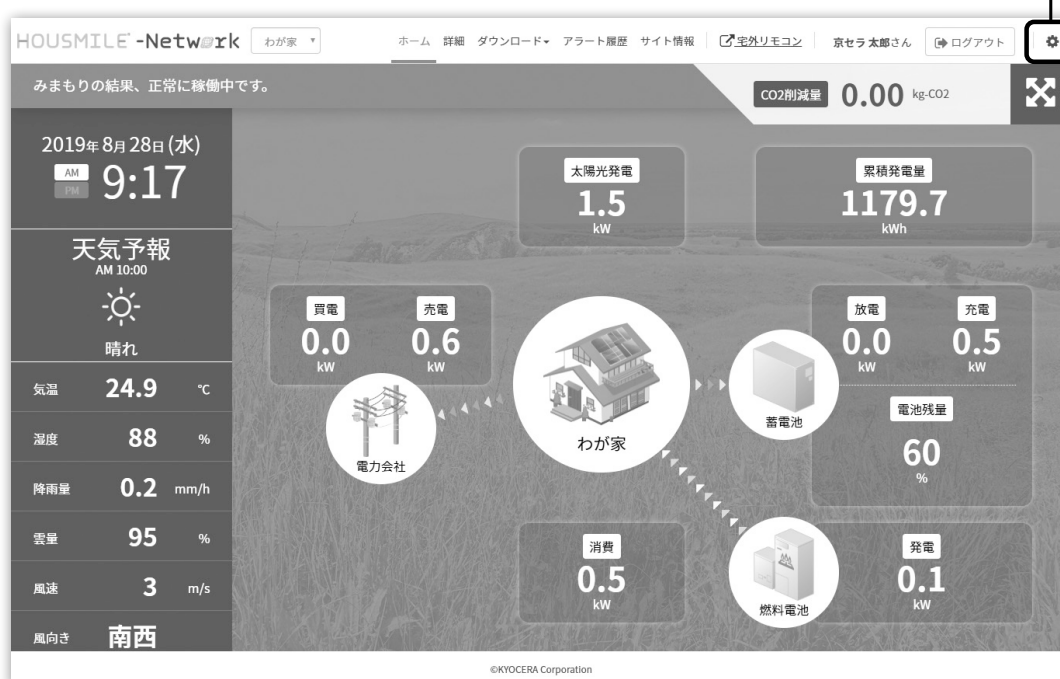 HOUSMILE-Network わが家 ▼ ホーム 詳細 ダウンロード▼ アラート履歴 サイト情報 宅外リモコン 京セラ 太郎さん ログアウト
みまもりの結果、正常に稼働中です。
CO2削減量 0.00 kg-CO2
2019年8月28日(水)
AM
PM
9:17
天気予報
AM 10:00
晴れ
気温 24.9 ℃
湿度 88 %
降雨量 0.2 mm/h
雲量 95 %
風速 3 m/s
風向き 南西
太陽光発電
1.5
kW
累積発電量
1179.7
kWh
買電
0.0
kW
売電
0.6
kW
電力会社
わが家
蓄電池
放電
0.0
kW
充電
0.5
kW
電池残量
60
%
消費
0.5
kW
燃料電池
発電
0.1
kW
©KYOCERA Corporation